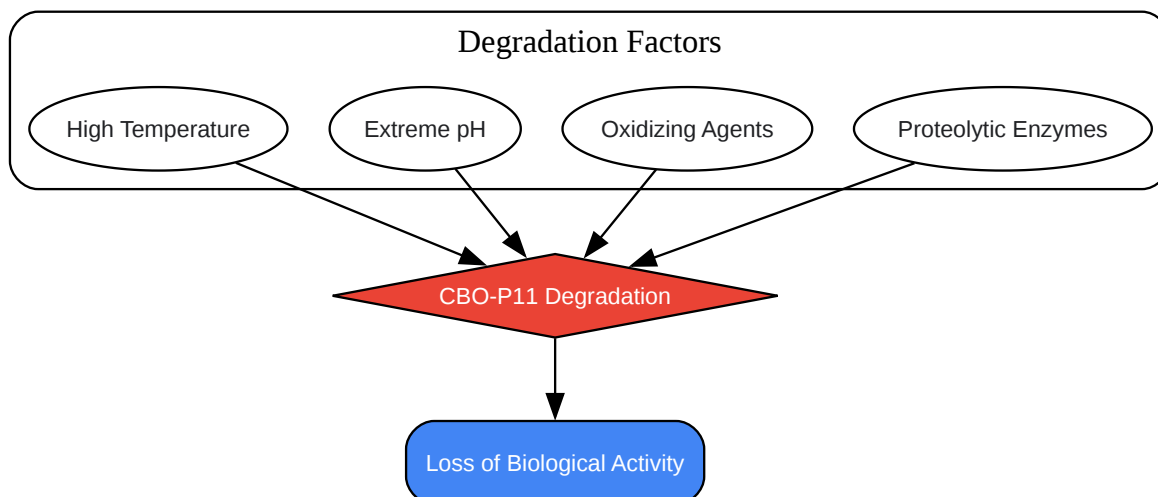 Degradation Factors
High Temperature
Extreme pH
Oxidizing Agents
Proteolytic Enzymes
CBO-P11 Degradation
Loss of Biological Activity